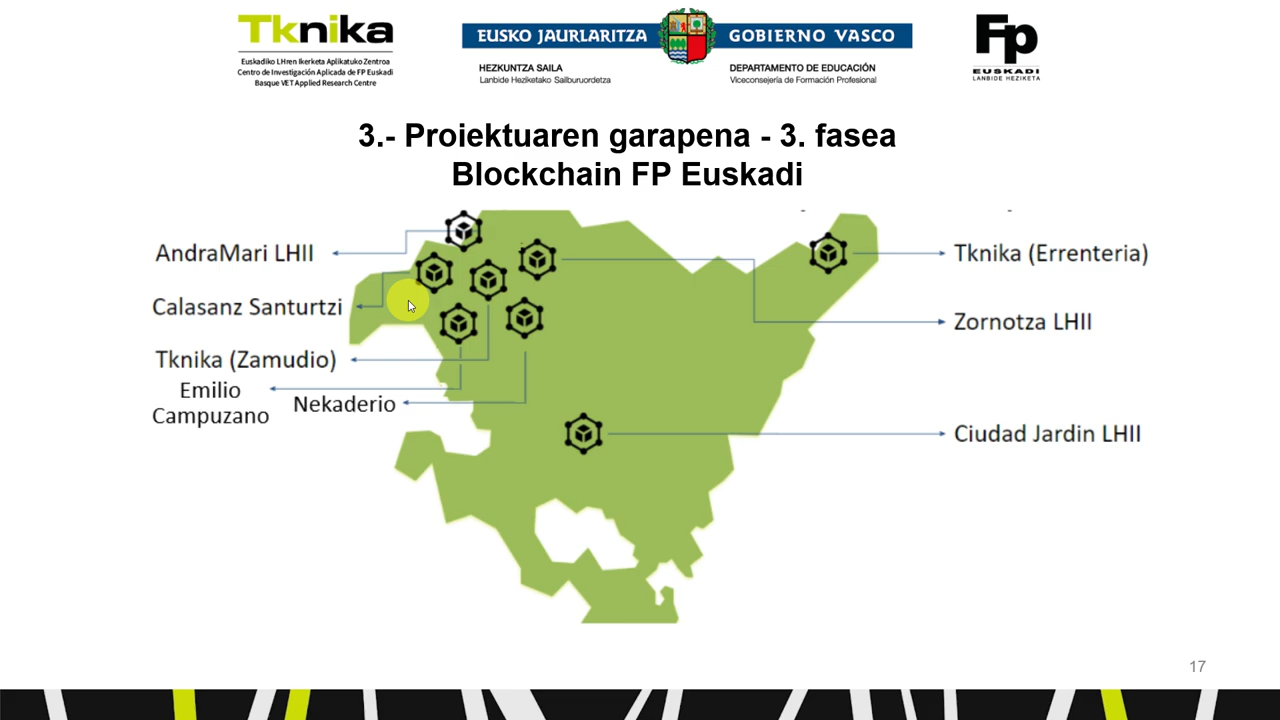 Tknika
Euskadiko LHren Ikerketa Aplikatuko Zentroa
Centro de Investigación Aplicada de FP Euskadi
Basque VET Applied Research Centre
EUSKO JAURLARITZA
GOBIERNO VASCO
HEZKUNTZA SAILA
Lanbide Heziketako Sailburuordetza
DEPARTAMENTO DE EDUCACIÓN
Viceconsejería de Formación Profesional
Fp
EUSKADI
LANBIDE HEZIKETA
3.- Proiektuaren garapena - 3. fasea
Blockchain FP Euskadi
AndraMari LHII
Calasanz Santurtzi
Tknika (Zamudio)
Emilio
Campuzano
Nekaderio
Tknika (Errenteria)
Zornotza LHII
Ciudad Jardin LHII
17